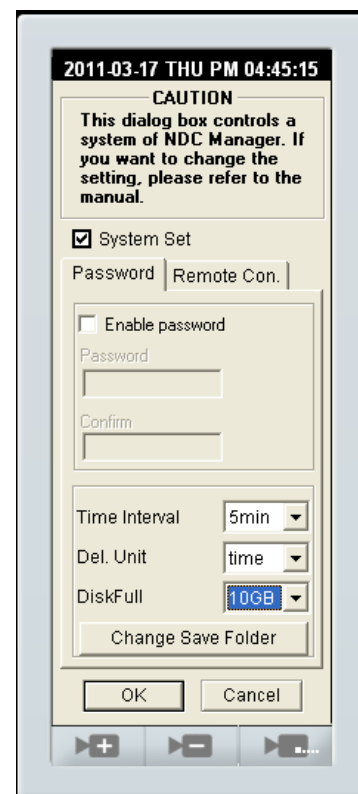 2011-03-17 THU PM 04:45:15
CAUTION
This dialog box controls a
system of NDC Manager. If
you want to change the
setting, please refer to the
manual.
System Set
Password Remote Con.
Enable password
Password
Confirm
Time Interval 5min
Del. Unit time
DiskFull 10GB
Change Save Folder
OK Cancel